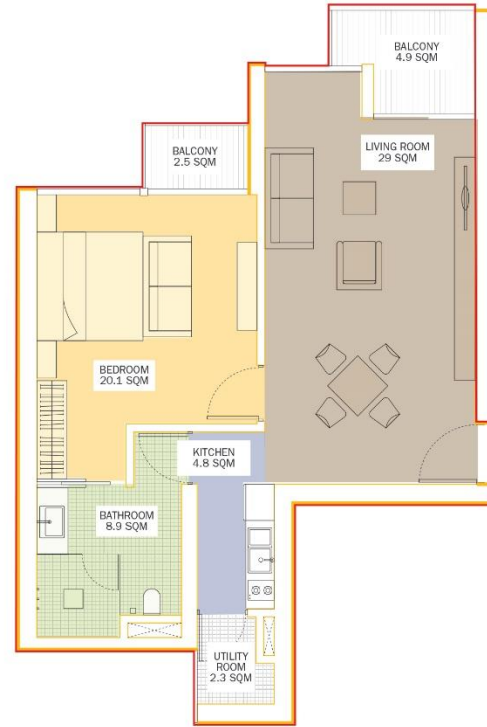 BALCONY
4.9 SQM
LIVING ROOM
29 SQM
BALCONY
2.5 SQM
BEDROOM
20.1 SQM
KITCHEN
4.8 SQM
BATHROOM
8.9 SQM
UTILITY
ROOM
2.3 SQM